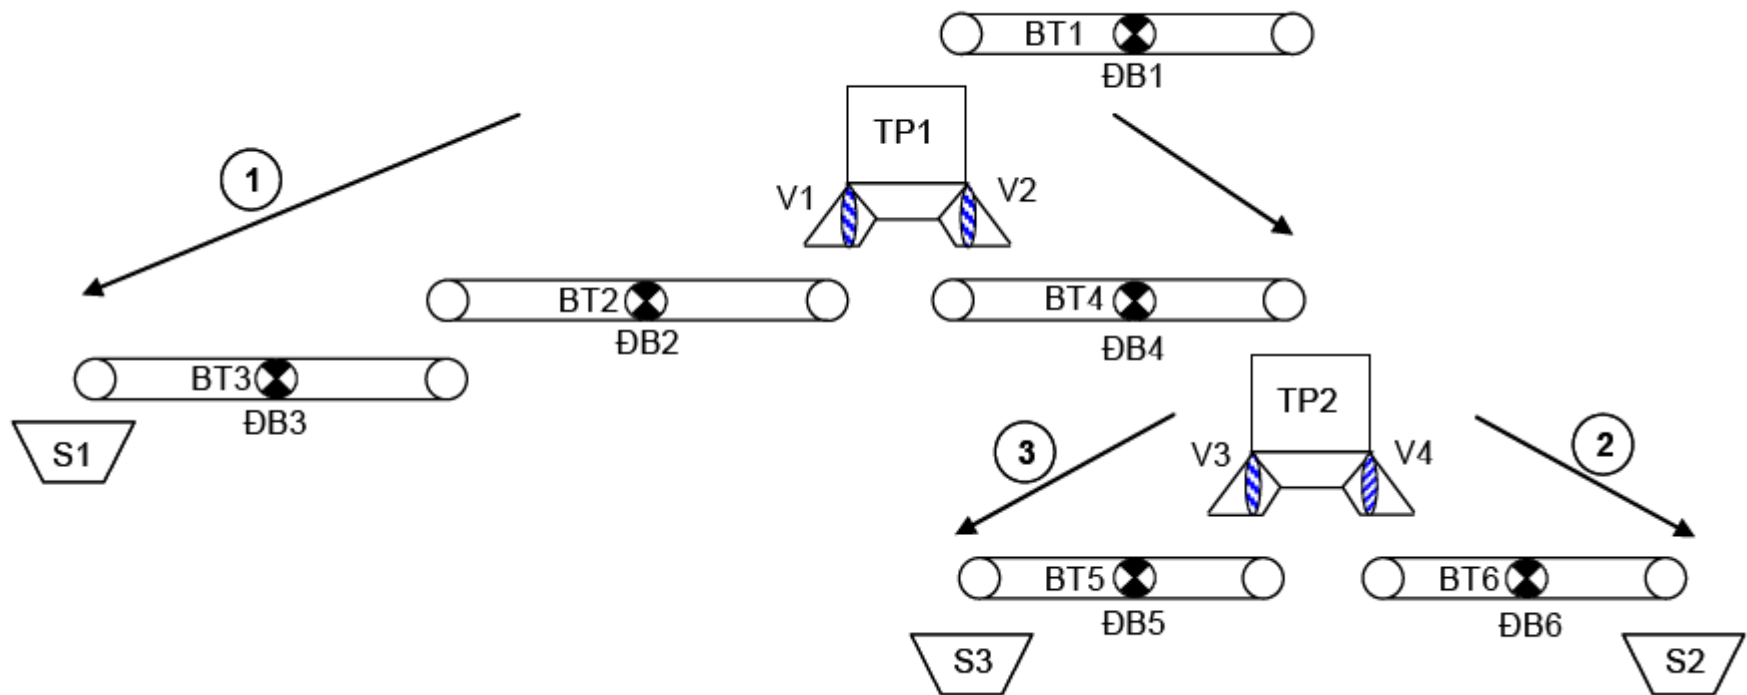 BT1
ĐB1
TP1
1
V1
V2
BT2
BT4
ĐB2
ĐB4
BT3
ĐB3
TP2
S1
3
2
V3
V4
BT5
BT6
ĐB5
ĐB6
S3
S2